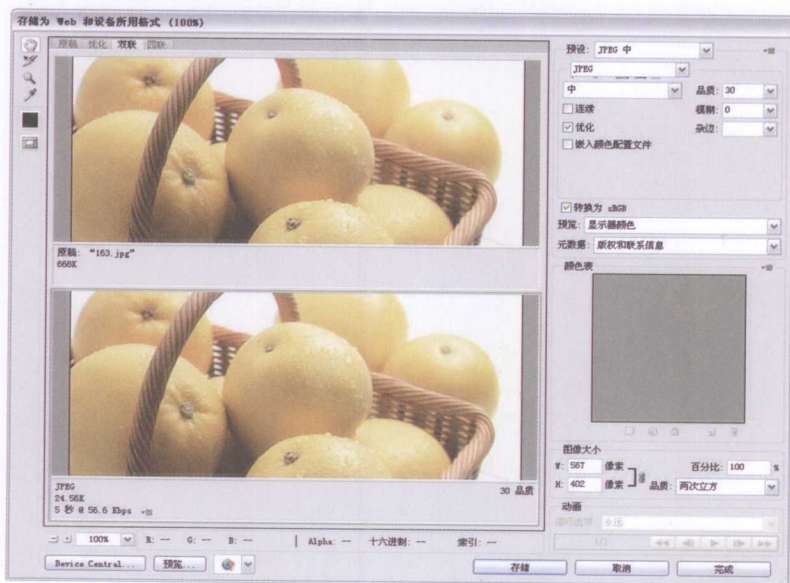 存储为 Web 和设备所用格式 (100%)
原稿 优化 双联 四联
预设: JPEG 中
JPEG
中 品质: 30
连续 模糊: 0
优化 杂边:
嵌入颜色配置文件
转换为 sRGB
预览: 显示器颜色
元数据: 版权和联系信息
原稿: “163.jpg”
668K
颜色表
图像大小
W: 567 像素 百分比: 100 %
H: 402 像素 品质: 两次立方
JPEG 30 品质
24.56K
5 秒 @ 56.6 Kbps
动画
循环选项: 永远
1/2
100% R: -- G: -- B: -- Alpha: -- 十六进制: -- 索引: --
Device Central... 预览... 存储 取消 完成